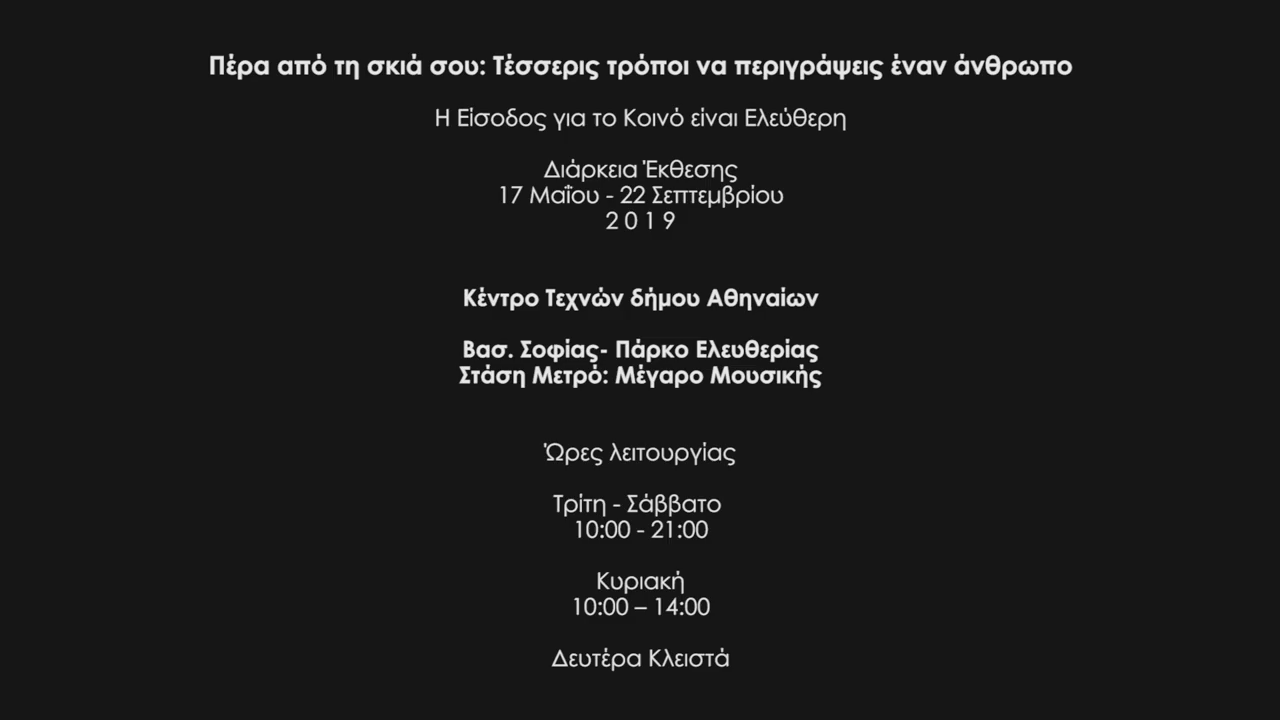 Πέρα από τη σκιά σου: Τέσσερις τρόποι να περιγράψεις έναν άνθρωπο
Η Είσοδος για το Κοινό είναι Ελεύθερη
Διάρκεια Έκθεσης
17 Μαΐου - 22 Σεπτεμβρίου
2 0 1 9
Κέντρο Τεχνών δήμου Αθηναίων
Βασ. Σοφίας- Πάρκο Ελευθερίας
Στάση Μετρό: Μέγαρο Μουσικής
Ώρες λειτουργίας
Τρίτη - Σάββατο
10:00 - 21:00
Κυριακή
10:00 – 14:00
Δευτέρα Κλειστά